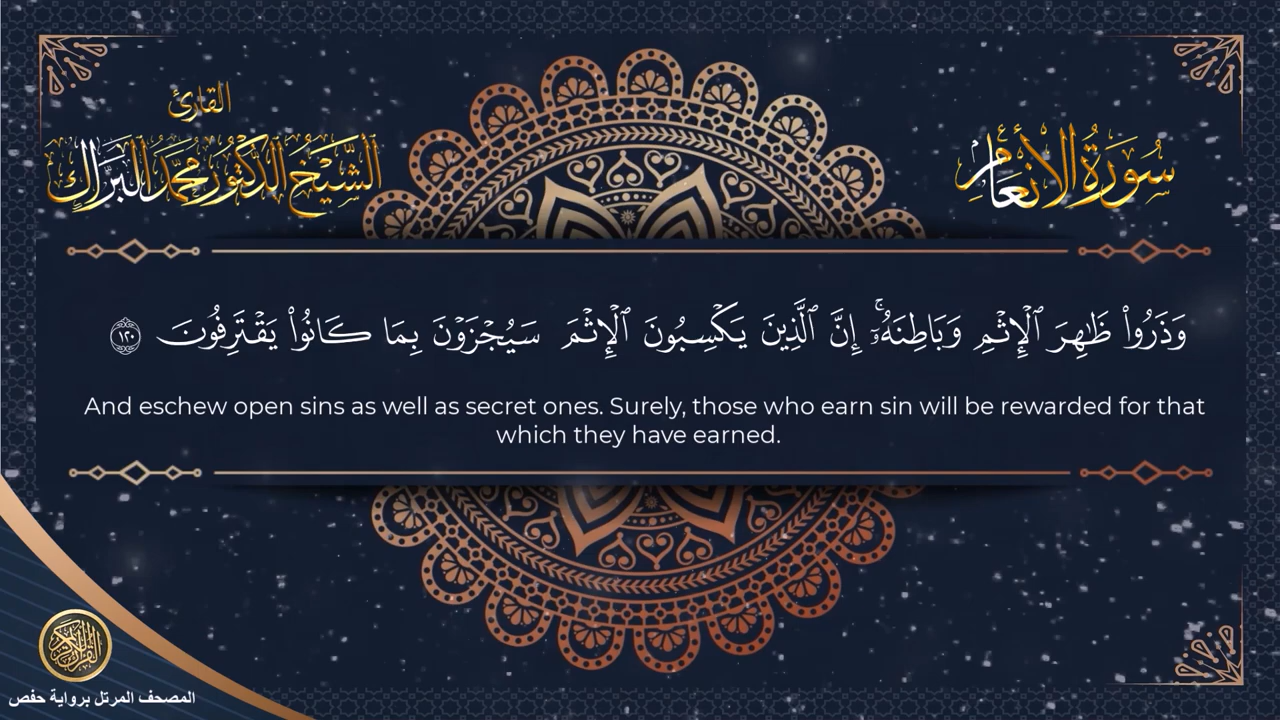 القارئ
الشيخ الدكتور محمد البراك
سورة الأنعام
وَذَرُوا۟ ظَٰهِرَ ٱلْإِثْمِ وَبَاطِنَهُۥٓ ۚ إِنَّ ٱلَّذِينَ يَكْسِبُونَ ٱلْإِثْمَ سَيُجْزَوْنَ بِمَا كَانُوا۟ يَقْتَرِفُونَ ١٢٠
And eschew open sins as well as secret ones. Surely, those who earn sin will be rewarded for that
which they have earned.
القرآن الكريم
المصحف المرتل برواية حفص